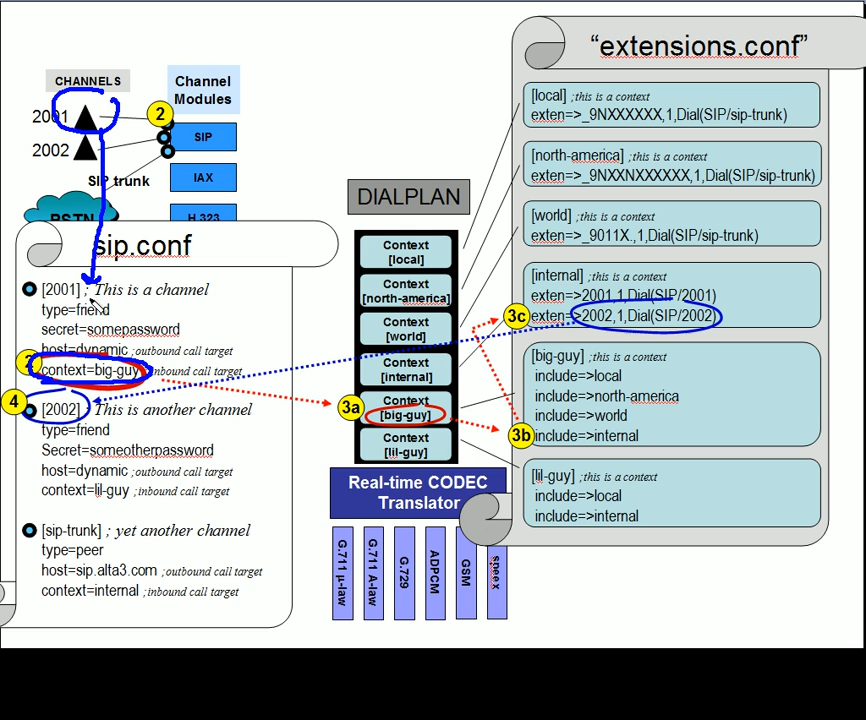 CHANNELS
2001
2002
SIP trunk
PSTN
Channel
Modules
2
SIP
IAX
H.323
sip.conf
[2001] ; This is a channel
type=friend
secret=somepassword
host=dynamic ;outbound call target
context=big-guy ;inbound call target
4
[2002] ; This is another channel
type=friend
Secret=someotherpassword
host=dynamic ;outbound call target
context=lil-guy ;inbound call target
[sip-trunk] ; yet another channel
type=peer
host=sip.alta3.com ;outbound call target
context=internal ;inbound call target
DIALPLAN
Context
[local]
Context
[north-america]
Context
[world]
Context
[internal]
3a
Context
[big-guy]
Context
[lil-guy]
Real-time CODEC
Translator
G.711 µ-law
G.711 A-law
G.729
ADPCM
GSM
speex
“extensions.conf”
[local] ;this is a context
exten=>_9NXXXXXX,1,Dial(SIP/sip-trunk)
[north-america] ;this is a context
exten=>_9NXXNXXXXXX,1,Dial(SIP/sip-trunk)
[world] ;this is a context
exten=>_9011X.,1,Dial(SIP/sip-trunk)
[internal] ;this is a context
exten=>2001,1,Dial(SIP/2001)
3c
exten=>2002,1,Dial(SIP/2002)
[big-guy] ;this is a context
include=>local
include=>north-america
include=>world
3b
include=>internal
[lil-guy] ;this is a context
include=>local
include=>internal